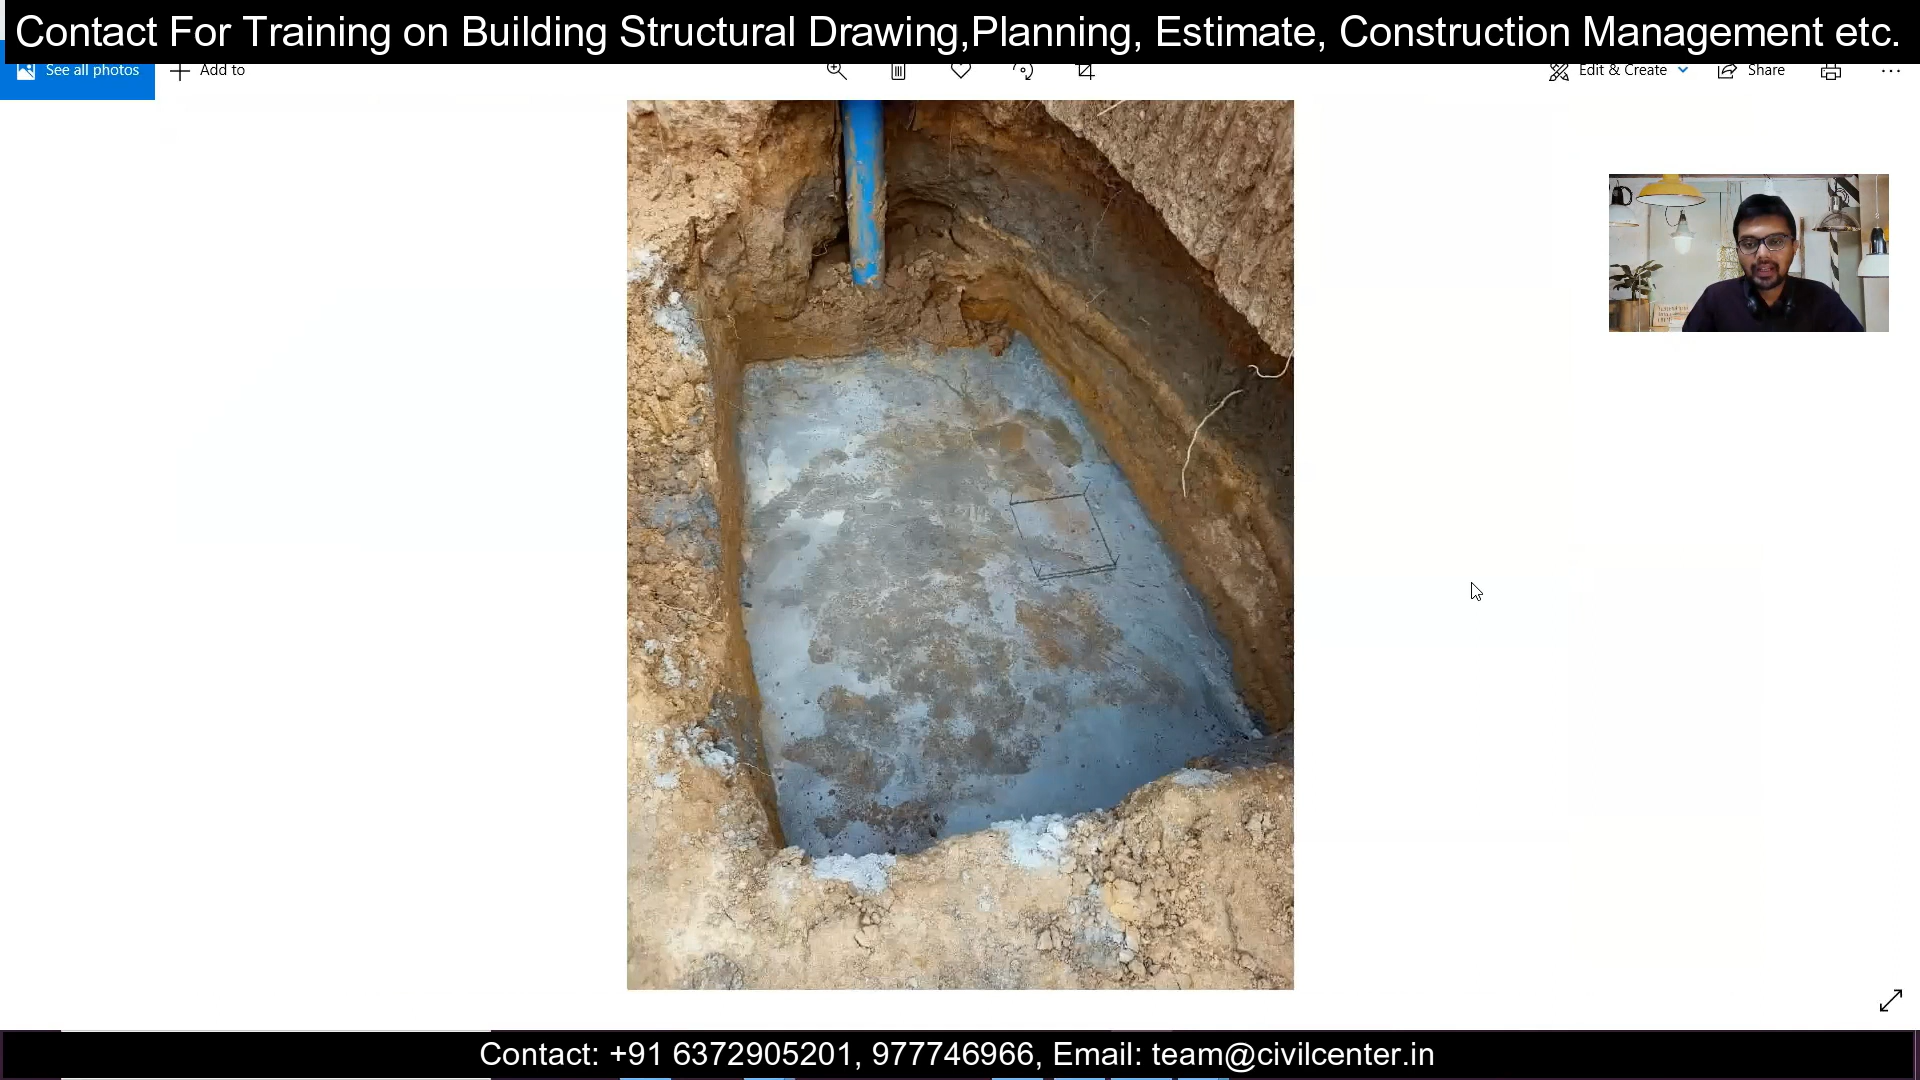 Contact For Training on Building Structural Drawing,Planning, Estimate, Construction Management etc.
See all photos
Add to
Edit & Create
Share
Contact: +91 6372905201, 977746966, Email: team@civilcenter.in